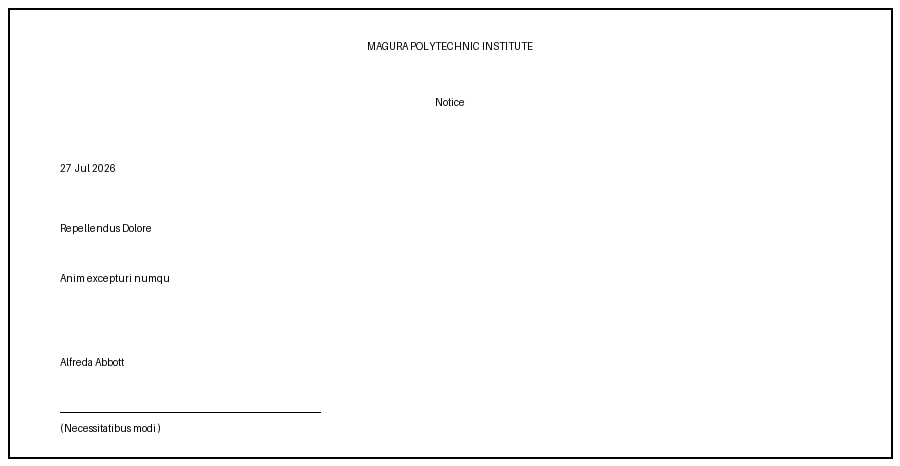 MAGURA POLYTECHNIC INSTITUTE
Notice
27 Jul 2026
Repellendus Dolore
Anim excepturi numqu
Alfreda Abbott
(Necessitatibus modi )